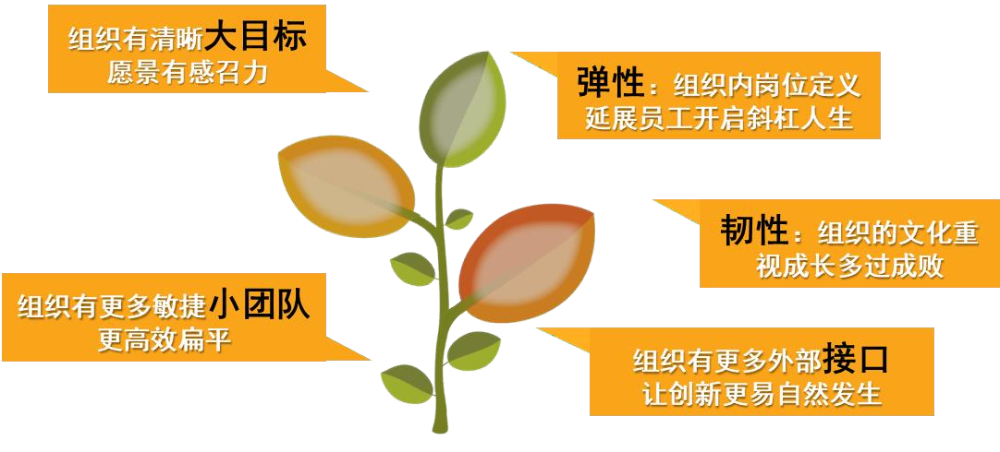 组织有清晰大目标
愿景有感召力
弹性：组织内岗位定义
延展员工开启斜杠人生
韧性：组织的文化重
视成长多过成败
组织有更多敏捷小团队
更高效扁平
组织有更多外部接口
让创新更易自然发生